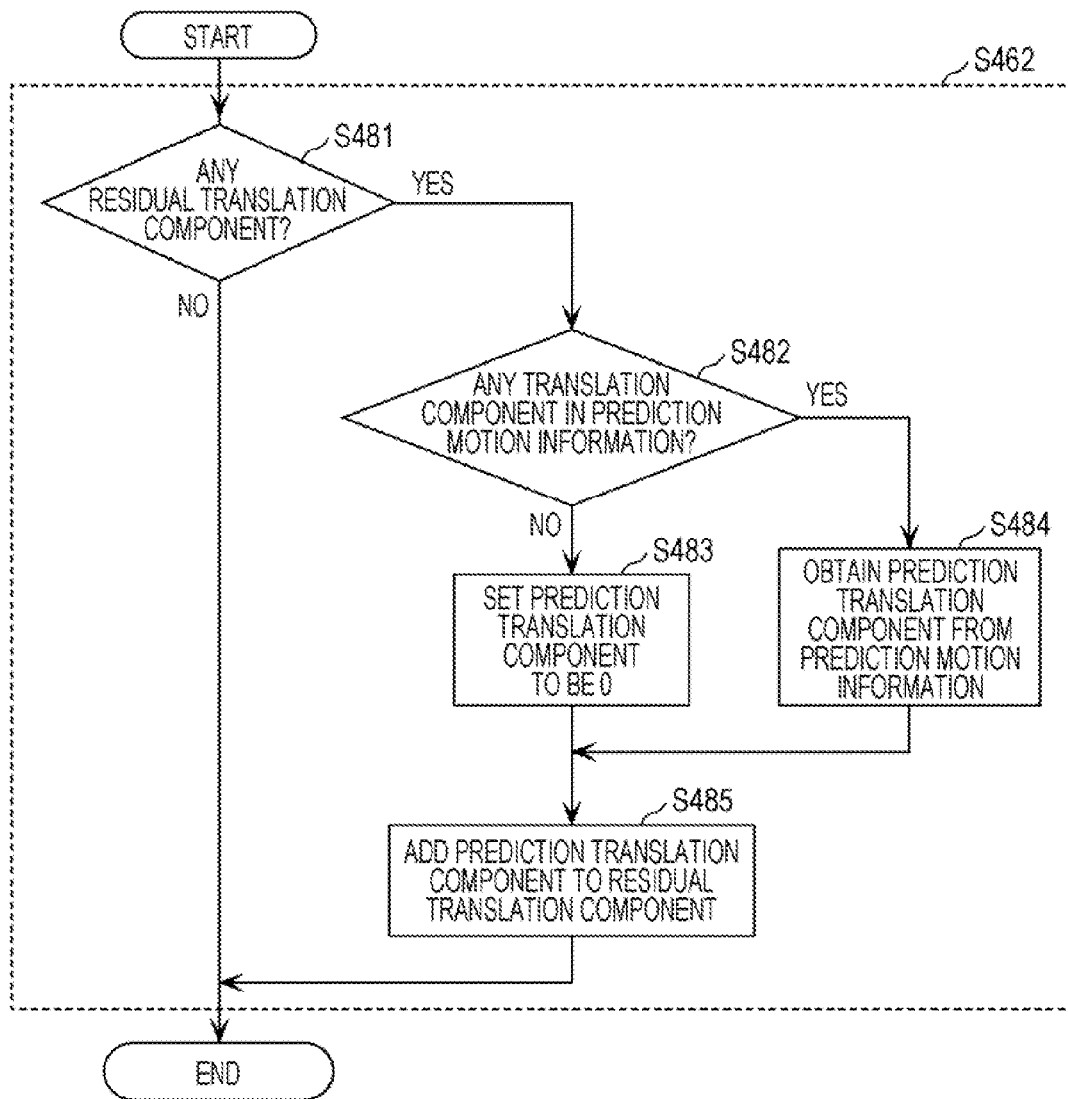 START
S462
S481
ANY
RESIDUAL TRANSLATION
COMPONENT?
YES
NO
S482
ANY TRANSLATION
COMPONENT IN PREDICTION
MOTION INFORMATION?
YES
NO
S483
SET PREDICTION
TRANSLATION
COMPONENT
TO BE 0
S484
OBTAIN PREDICTION
TRANSLATION
COMPONENT FROM
PREDICTION MOTION
INFORMATION
S485
ADD PREDICTION TRANSLATION
COMPONENT TO RESIDUAL
TRANSLATION COMPONENT
END